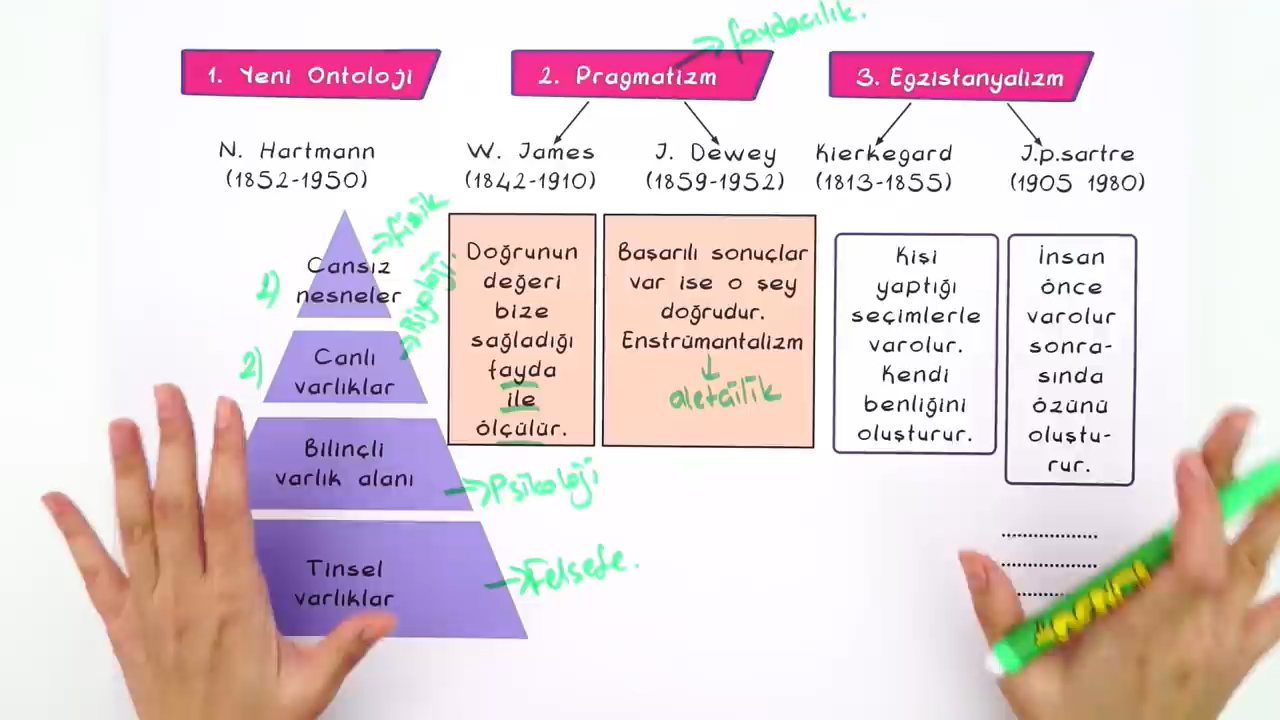 → faydacılık.
1. Yeni Ontoloji
2. Pragmatizm
3. Egzistanyalizm
N. Hartmann
(1852-1950)
W. James
(1842-1910)
J. Dewey
(1859-1952)
Kierkegard
(1813-1855)
J.p.sartre
(1905 1980)
→ fizik
1)
Cansız
nesneler
→ Biyoloji.
2)
Canlı
varlıklar
Bilinçli
varlık alanı
→ Psikoloji
Tinsel
varlıklar
→ Felsefe.
Doğrunun
değeri
bize
sağladığı
fayda
ile
ölçülür.
Başarılı sonuçlar
var ise o şey
doğrudur.
Enstrümantalizm
↓
aletçilik
Kişi
yaptığı
seçimlerle
varolur.
Kendi
benliğini
oluşturur.
İnsan
önce
varolur
sonra-
sında
özünü
oluştu-
rur.
....................
....................
....................